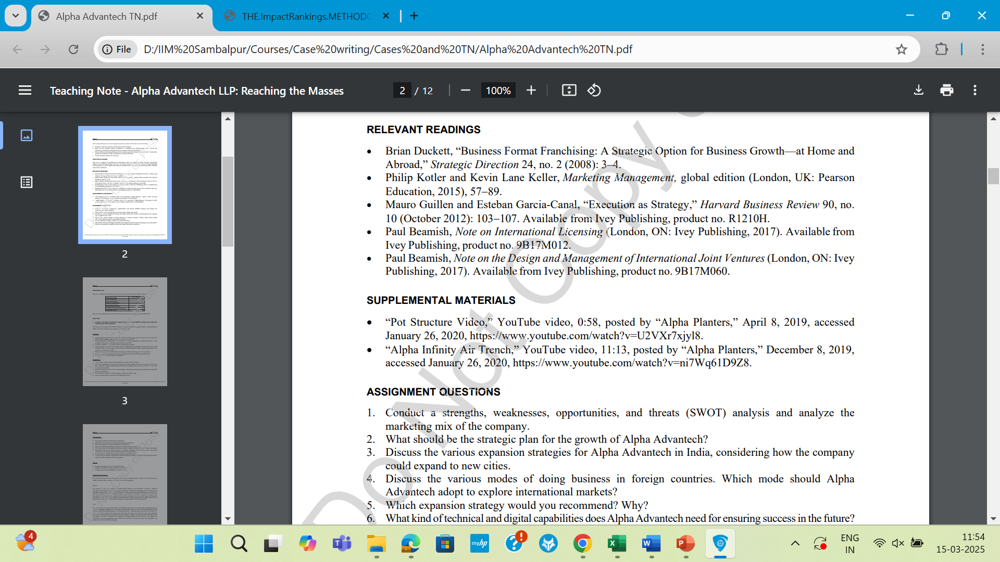 Alpha Advantech TN.pdf
THE.ImpactRankings.METHODO
File
D:/IIM%20Sambalpur/Courses/Case%20writing/Cases%20and%20TN/Alpha%20Advantech%20TN.pdf
Teaching Note - Alpha Advantech LLP: Reaching the Masses
2 / 12
100%
2
3
RELEVANT READINGS
• Brian Duckett, “Business Format Franchising: A Strategic Option for Business Growth—at Home and
Abroad,” Strategic Direction 24, no. 2 (2008): 3–4.
• Philip Kotler and Kevin Lane Keller, Marketing Management, global edition (London, UK: Pearson
Education, 2015), 57–89.
• Mauro Guillen and Esteban Garcia-Canal, “Execution as Strategy,” Harvard Business Review 90, no.
10 (October 2012): 103–107. Available from Ivey Publishing, product no. R1210H.
• Paul Beamish, Note on International Licensing (London, ON: Ivey Publishing, 2017). Available from
Ivey Publishing, product no. 9B17M012.
• Paul Beamish, Note on the Design and Management of International Joint Ventures (London, ON: Ivey
Publishing, 2017). Available from Ivey Publishing, product no. 9B17M060.
SUPPLEMENTAL MATERIALS
• “Pot Structure Video,” YouTube video, 0:58, posted by “Alpha Planters,” April 8, 2019, accessed
January 26, 2020, https://www.youtube.com/watch?v=U2VXr7xjyl8.
• “Alpha Infinity Air Trench,” YouTube video, 11:13, posted by “Alpha Planters,” December 8, 2019,
accessed January 26, 2020, https://www.youtube.com/watch?v=ni7Wq61D9Z8.
ASSIGNMENT QUESTIONS
1. Conduct a strengths, weaknesses, opportunities, and threats (SWOT) analysis and analyze the
marketing mix of the company.
2. What should be the strategic plan for the growth of Alpha Advantech?
3. Discuss the various expansion strategies for Alpha Advantech in India, considering how the company
could expand to new cities.
4. Discuss the various modes of doing business in foreign countries. Which mode should Alpha
Advantech adopt to explore international markets?
5. Which expansion strategy would you recommend? Why?
6. What kind of technical and digital capabilities does Alpha Advantech need for ensuring success in the future?
Do Not Copy o
4
myhp
ENG
IN
11:54
15-03-2025